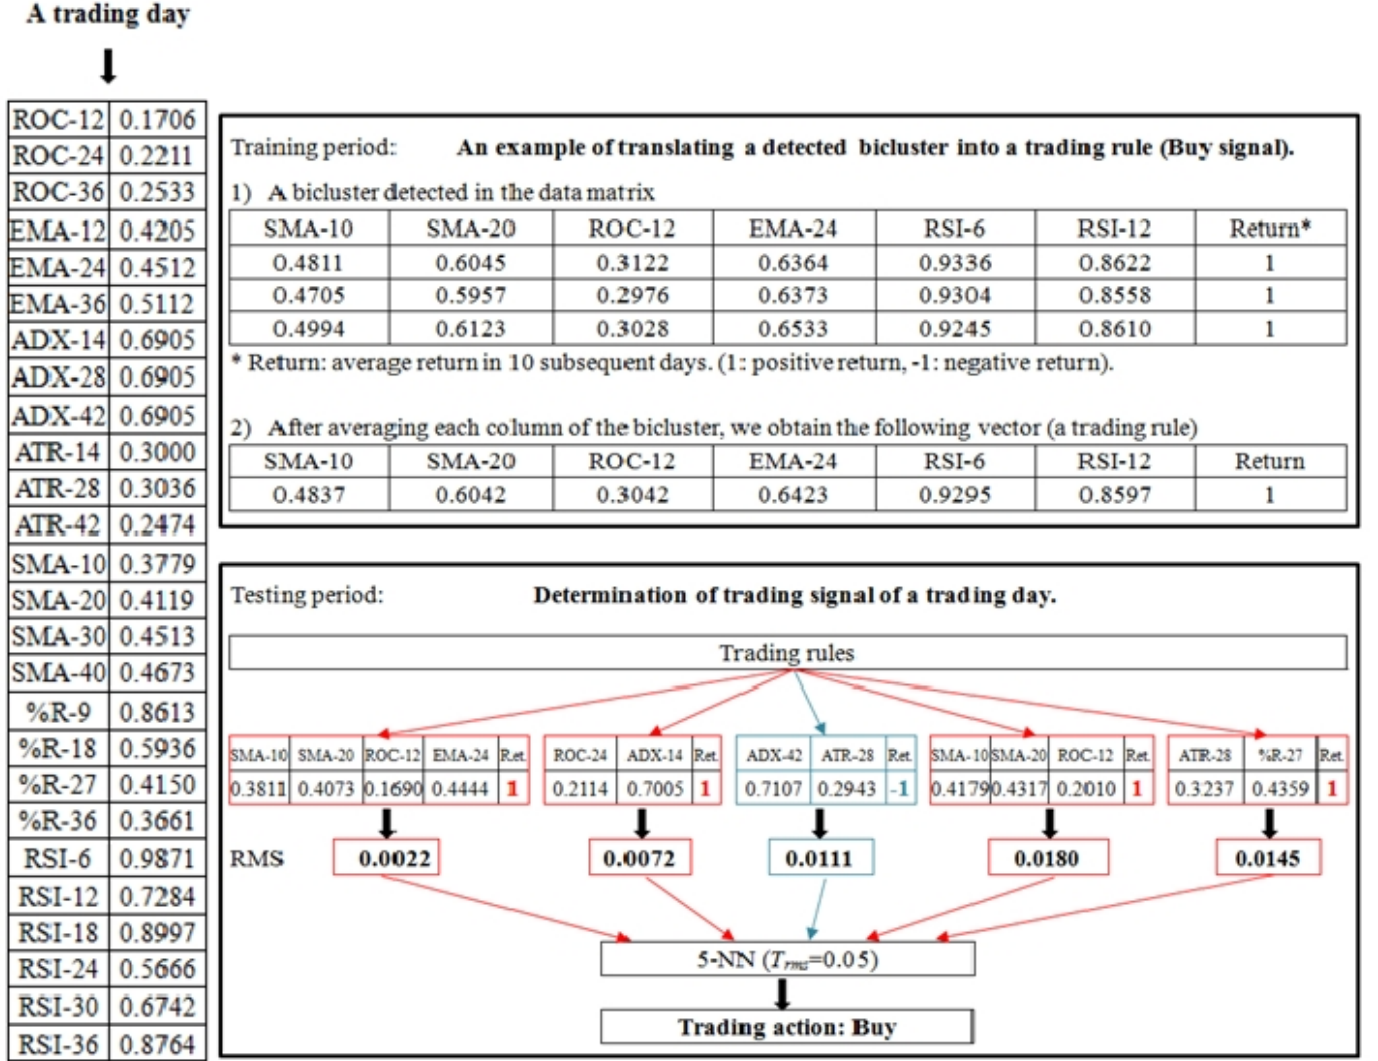 A trading day
ROC-12 0.1706
ROC-24 0.2211
ROC-36 0.2533
EMA-12 0.4205
EMA-24 0.4512
EMA-36 0.5112
ADX-14 0.6905
ADX-28 0.6905
ADX-42 0.6905
ATR-14 0.3000
ATR-28 0.3036
ATR-42 0.2474
SMA-10 0.3779
SMA-20 0.4119
SMA-30 0.4513
SMA-40 0.4673
%R-9 0.8613
%R-18 0.5936
%R-27 0.4150
%R-36 0.3661
RSI-6 0.9871
RSI-12 0.7284
RSI-18 0.8997
RSI-24 0.5666
RSI-30 0.6742
RSI-36 0.8764
Training period: An example of translating a detected bicluster into a trading rule (Buy signal).
1) A bicluster detected in the data matrix
SMA-10 SMA-20 ROC-12 EMA-24 RSI-6 RSI-12 Return*
0.4811 0.6045 0.3122 0.6364 0.9336 0.8622 1
0.4705 0.5957 0.2976 0.6373 0.9304 0.8558 1
0.4994 0.6123 0.3028 0.6533 0.9245 0.8610 1
* Return: average return in 10 subsequent days. (1: positive return, -1: negative return).
2) After averaging each column of the bicluster, we obtain the following vector (a trading rule)
SMA-10 SMA-20 ROC-12 EMA-24 RSI-6 RSI-12 Return
0.4837 0.6042 0.3042 0.6423 0.9295 0.8597 1
Testing period: Determination of trading signal of a trading day.
Trading rules
SMA-10 SMA-20 ROC-12 EMA-24 Ret. ROC-24 ADX-14 Ret. ADX-42 ATR-28 Ret. SMA-10 SMA-20 ROC-12 Ret. ATR-28 %R-27 Ret.
0.3811 0.4073 0.1690 0.4444 1 0.2114 0.7005 1 0.7107 0.2943 -1 0.4179 0.4317 0.2010 1 0.3237 0.4359 1
RMS 0.0022 0.0072 0.0111 0.0180 0.0145
5-NN (Trms=0.05)
Trading action: Buy